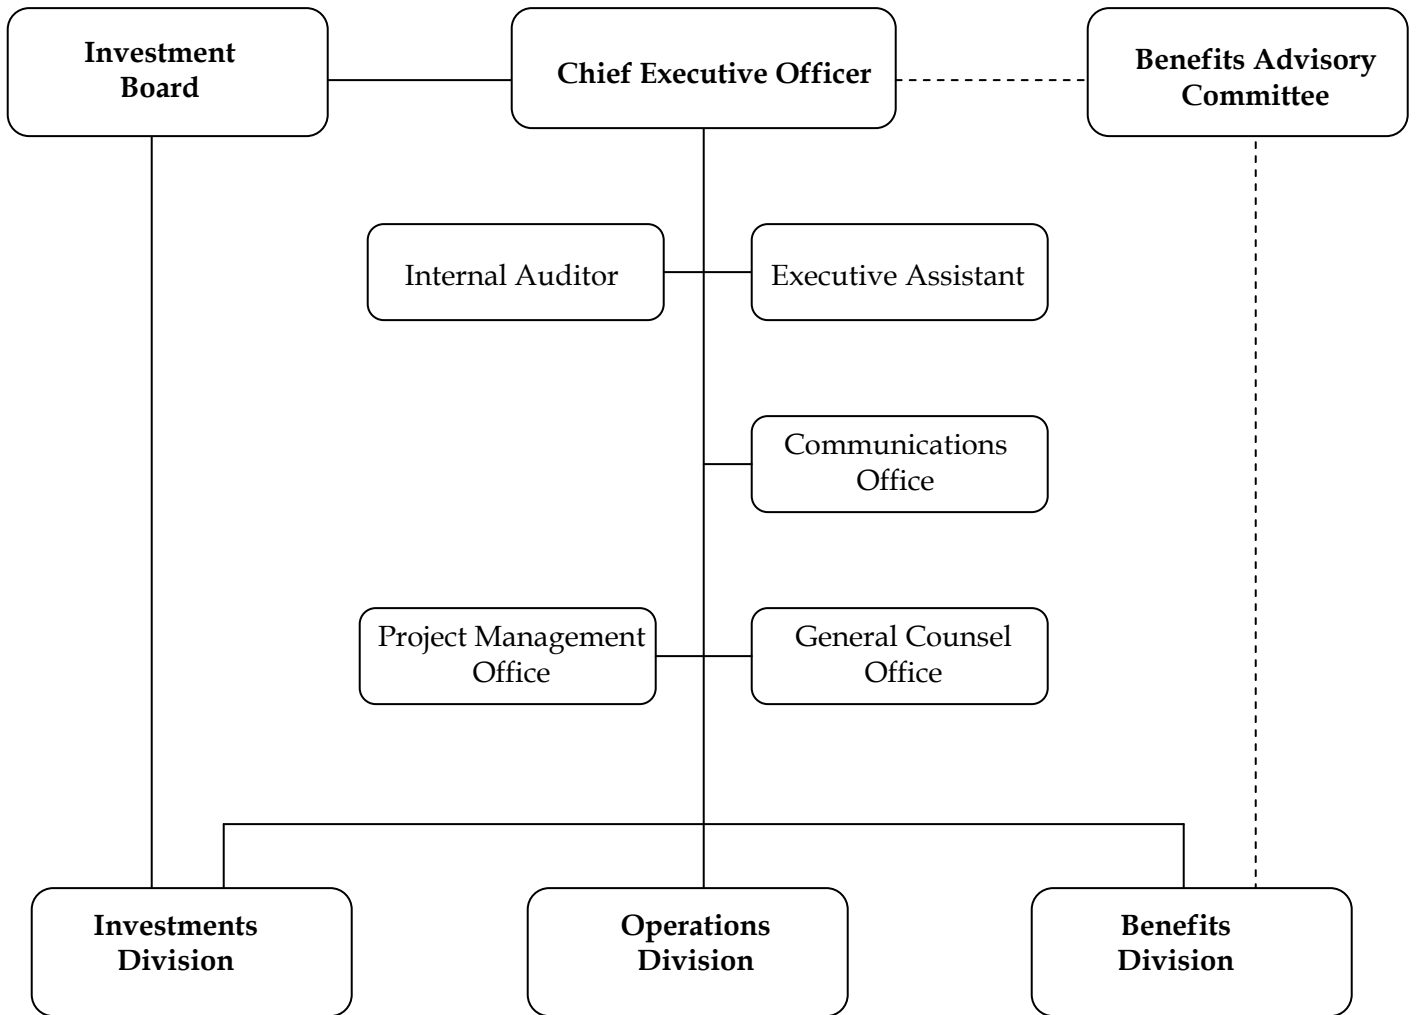 Investment
Board
Chief Executive Officer
Benefits Advisory
Committee
Internal Auditor
Executive Assistant
Communications
Office
Project Management
Office
General Counsel
Office
Investments
Division
Operations
Division
Benefits
Division